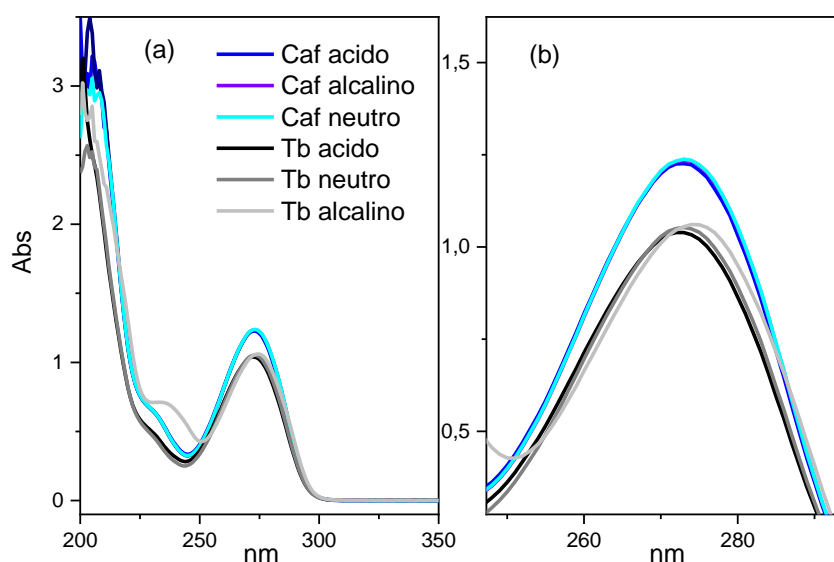 (a)
Caf acido
Caf alcalino
Caf neutro
Tb acido
Tb neutro
Tb alcalino
Abs
3
2
1
0
200 250 300 350
nm
(b)
1,5
1,0
0,5
260 280
nm